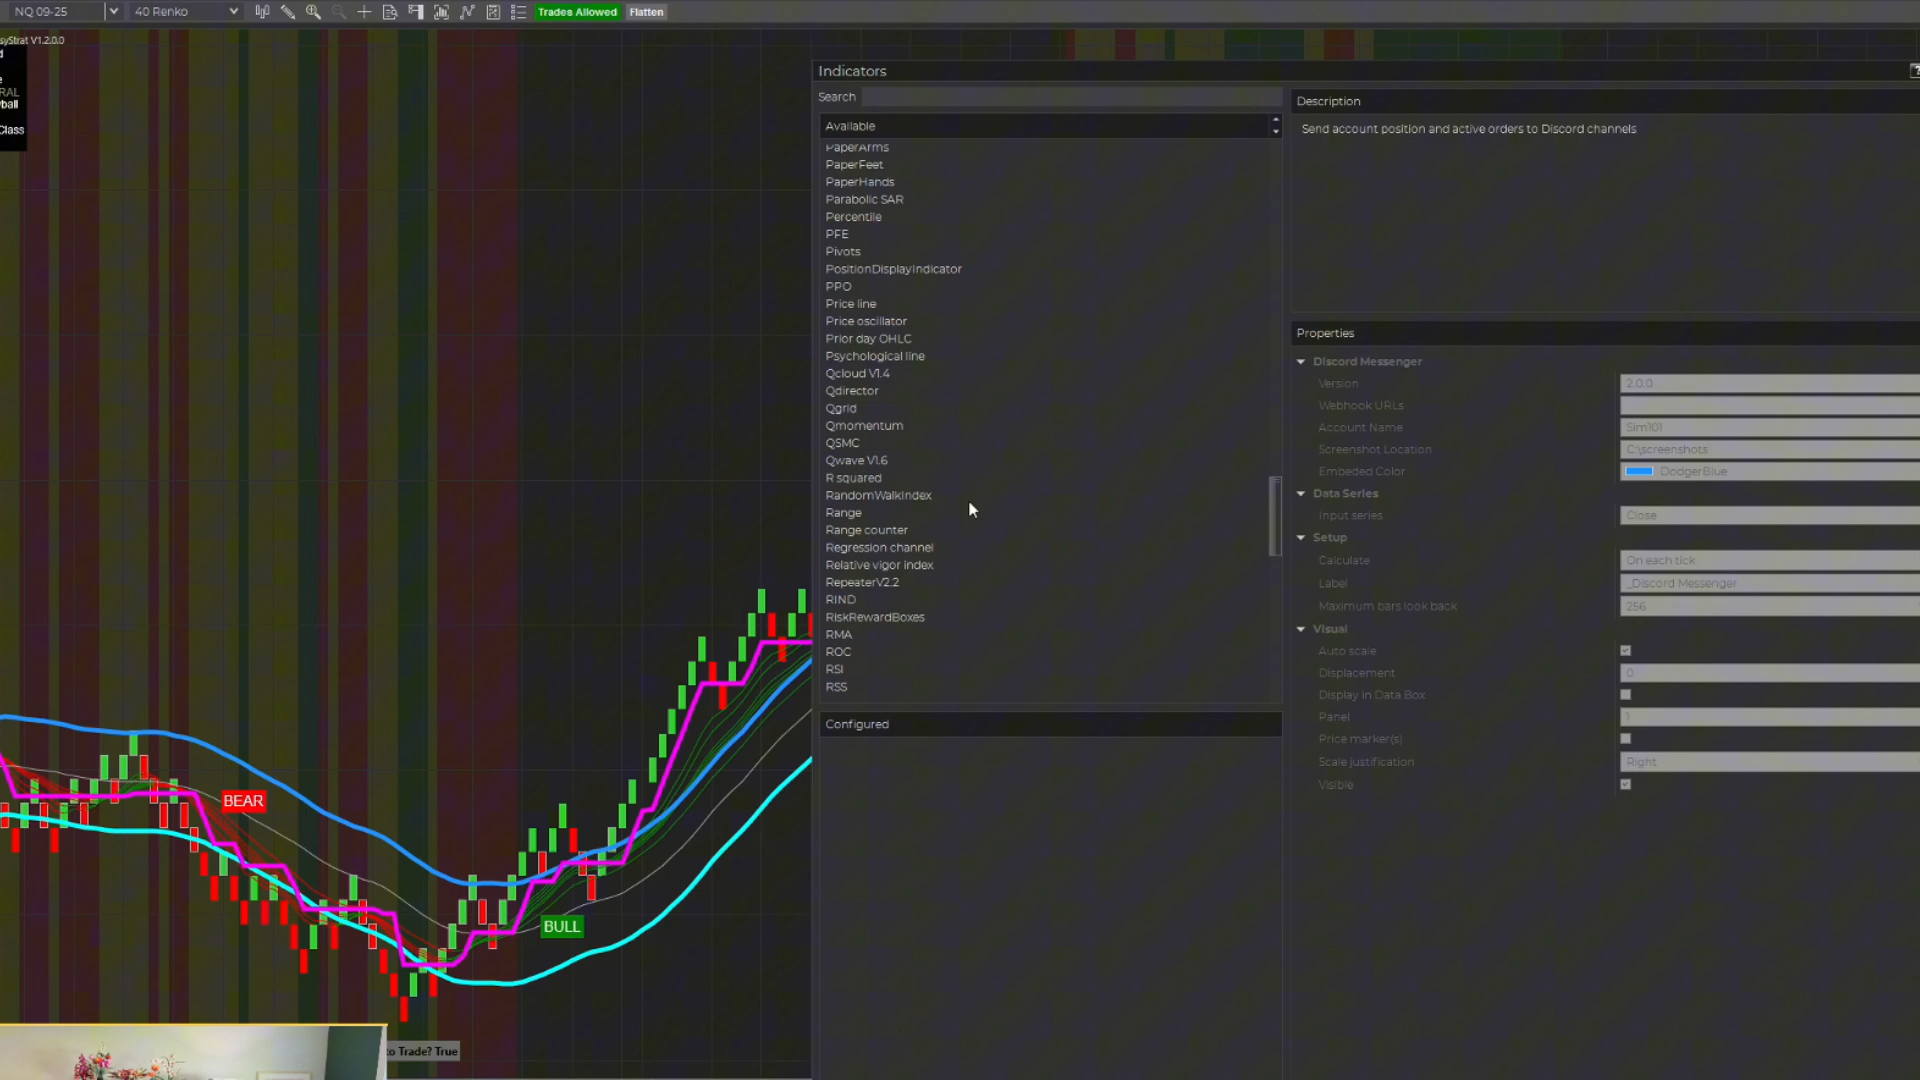 NQ 09-25
40 Renko
Trades Allowed
Flatten
syStrat V1.2.0.0
d
e
RAL
yball
Class
Indicators
Search
Available
PaperArms
PaperFeet
PaperHands
Parabolic SAR
Percentile
PFE
Pivots
PositionDisplayIndicator
PPO
Price line
Price oscillator
Prior day OHLC
Psychological line
Qcloud V1.4
Qdirector
Qgrid
Qmomentum
QSMC
Qwave V1.6
R squared
RandomWalkIndex
Range
Range counter
Regression channel
Relative vigor index
RepeaterV2.2
RIND
RiskRewardBoxes
RMA
ROC
RSI
RSS
Configured
Description
Send account position and active orders to Discord channels
Properties
Discord Messenger
Version 2.0.0
Webhook URLs
Account Name Sim101
Screenshot Location C:\screenshots
Embeded Color DodgerBlue
Data Series
Input series Close
Setup
Calculate On each tick
Label _Discord Messenger
Maximum bars look back 256
Visual
Auto scale
Displacement 0
Display in Data Box
Panel 1
Price marker(s)
Scale justification Right
Visible
BEAR
BULL
to Trade? True